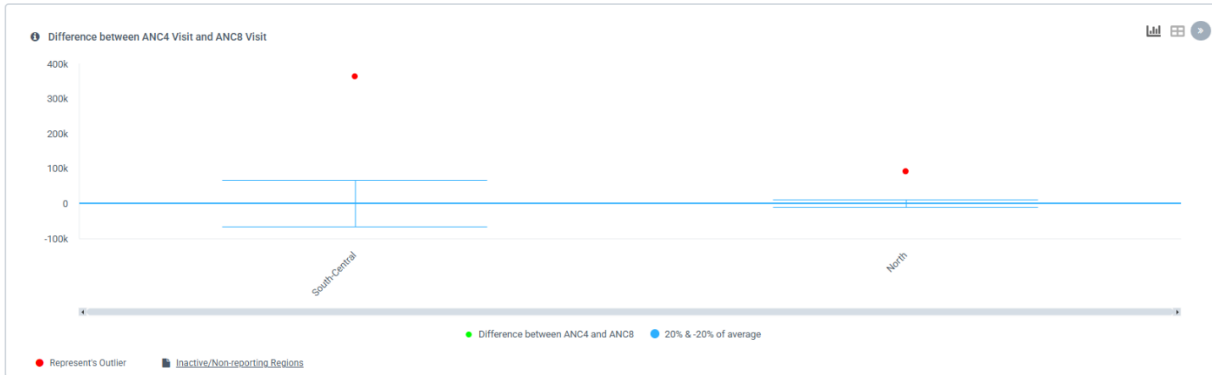 Difference between ANC4 Visit and ANC8 Visit
400k
300k
200k
100k
0
-100k
South-Central
North
Difference between ANC4 and ANC8 20% & -20% of average
Represent's Outlier Inactive/Non-reporting Regions